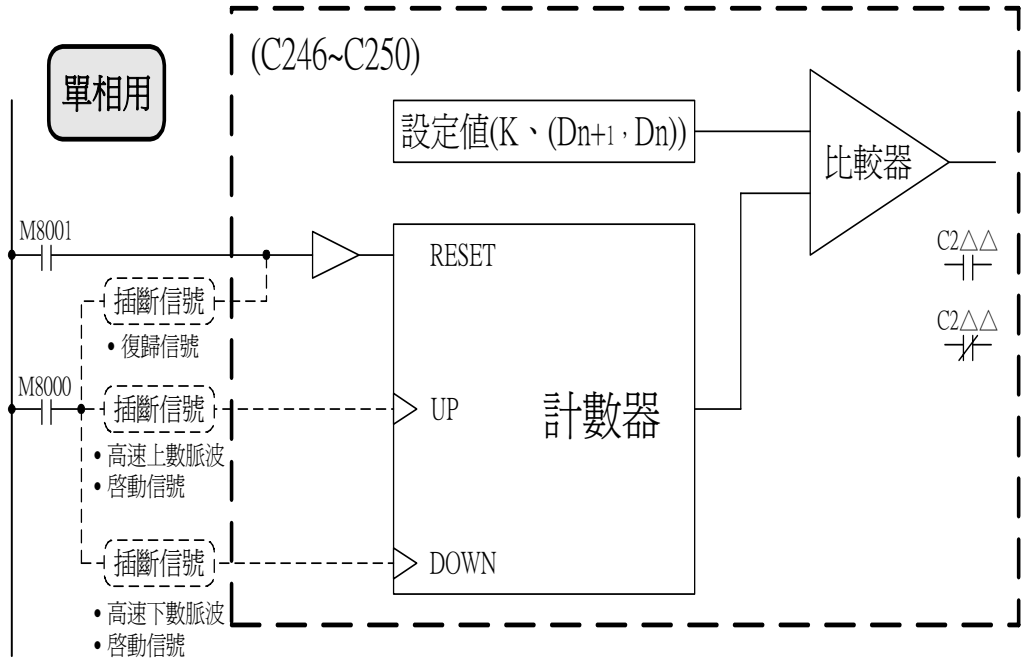 (C246~C250)
單相用
設定值(K、(Dn+1,Dn))
比較器
M8001
RESET
C2△△
插斷信號
•復歸信號
C2△△
M8000
插斷信號
UP
計數器
•高速上數脈波
•啓動信號
插斷信號
DOWN
•高速下數脈波
•啓動信號